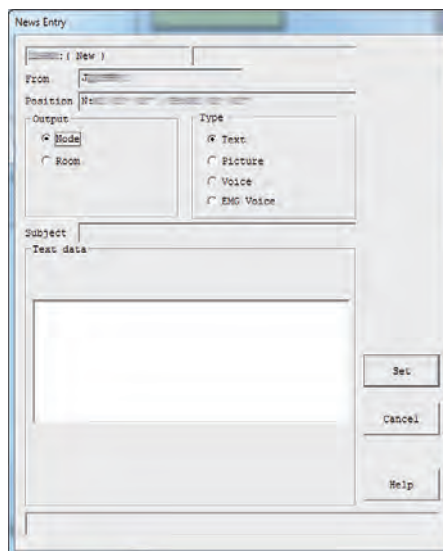 News Entry
: ( New )
From J
Position N:
Output
Node
Room
Type
Text
Picture
Voice
EMG Voice
Subject
Text data
Set
Cancel
Help